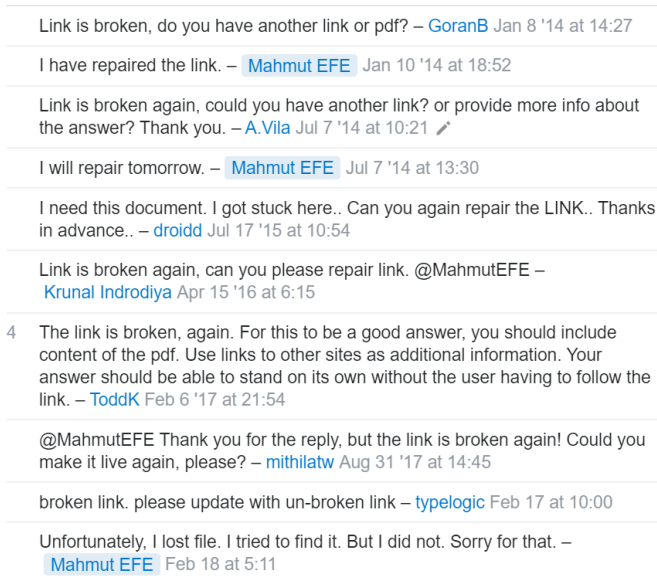 Link is broken, do you have another link or pdf? – GoranB Jan 8 '14 at 14:27
I have repaired the link. – Mahmut EFE Jan 10 '14 at 18:52
Link is broken again, could you have another link? or provide more info about
the answer? Thank you. – A.Vila Jul 7 '14 at 10:21
I will repair tomorrow. – Mahmut EFE Jul 7 '14 at 13:30
I need this document. I got stuck here.. Can you again repair the LINK.. Thanks
in advance.. – droidd Jul 17 '15 at 10:54
Link is broken again, can you please repair link. @MahmutEFE –
Krunal Indrodiya Apr 15 '16 at 6:15
4 The link is broken, again. For this to be a good answer, you should include
content of the pdf. Use links to other sites as additional information. Your
answer should be able to stand on its own without the user having to follow the
link. – ToddK Feb 6 '17 at 21:54
@MahmutEFE Thank you for the reply, but the link is broken again! Could you
make it live again, please? – mithilatw Aug 31 '17 at 14:45
broken link. please update with un-broken link – typelogic Feb 17 at 10:00
Unfortunately, I lost file. I tried to find it. But I did not. Sorry for that. –
Mahmut EFE Feb 18 at 5:11